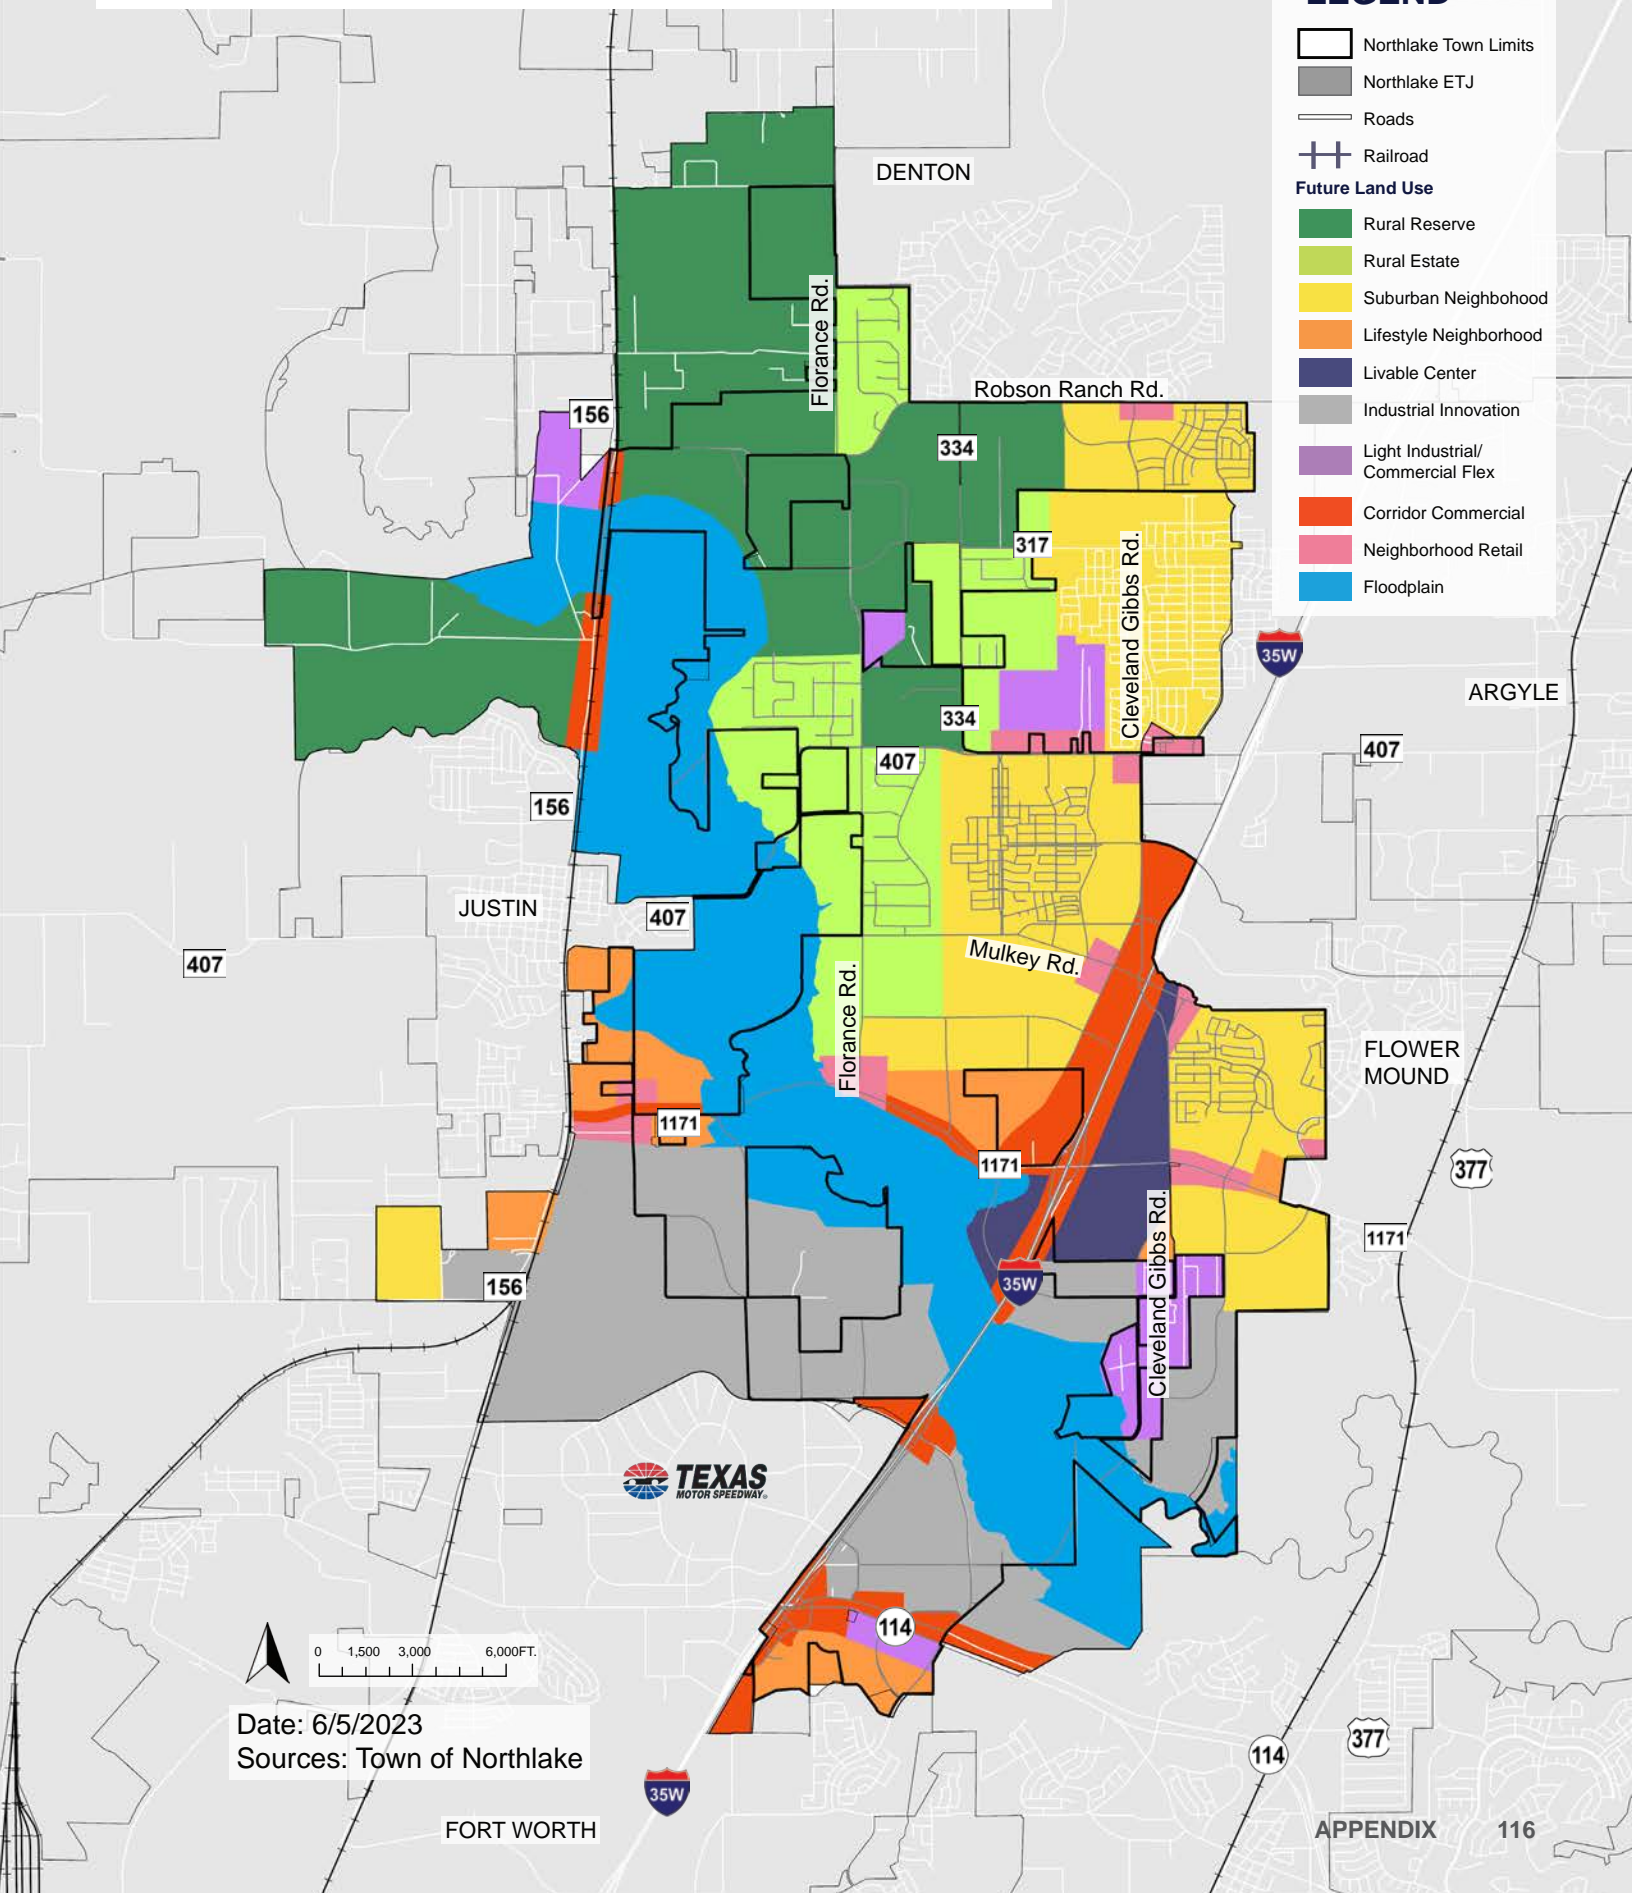 LEGEND
Northlake Town Limits
Northlake ETJ
Roads
Railroad
Future Land Use
Rural Reserve
Rural Estate
Suburban Neighbohood
Lifestyle Neighborhood
Livable Center
Industrial Innovation
Light Industrial/
Commercial Flex
Corridor Commercial
Neighborhood Retail
Floodplain
DENTON
Florance Rd.
Robson Ranch Rd.
156
334
317
Cleveland Gibbs Rd.
35W
ARGYLE
334
407
407
156
JUSTIN
407
407
Mulkey Rd.
Florance Rd.
FLOWER
MOUND
1171
1171
377
Cleveland Gibbs Rd.
1171
156
35W
TEXAS
MOTOR SPEEDWAY
114
0 1,500 3,000 6,000FT.
Date: 6/5/2023
Sources: Town of Northlake
377
114
35W
FORT WORTH
APPENDIX 116